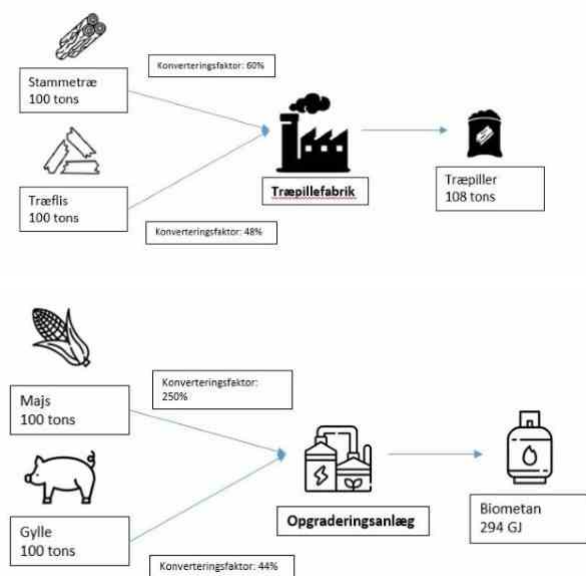 Konverteringsfaktor: 60%
Stammetræ
100 tons
Træflis
100 tons
Træpillefabrik
Træpiller
108 tons
Konverteringsfaktor: 48%
Konverteringsfaktor:
250%
Majs
100 tons
Gylle
100 tons
Opgraderingsanlæg
Biometan
294 GJ
Konverteringsfaktor: 44%